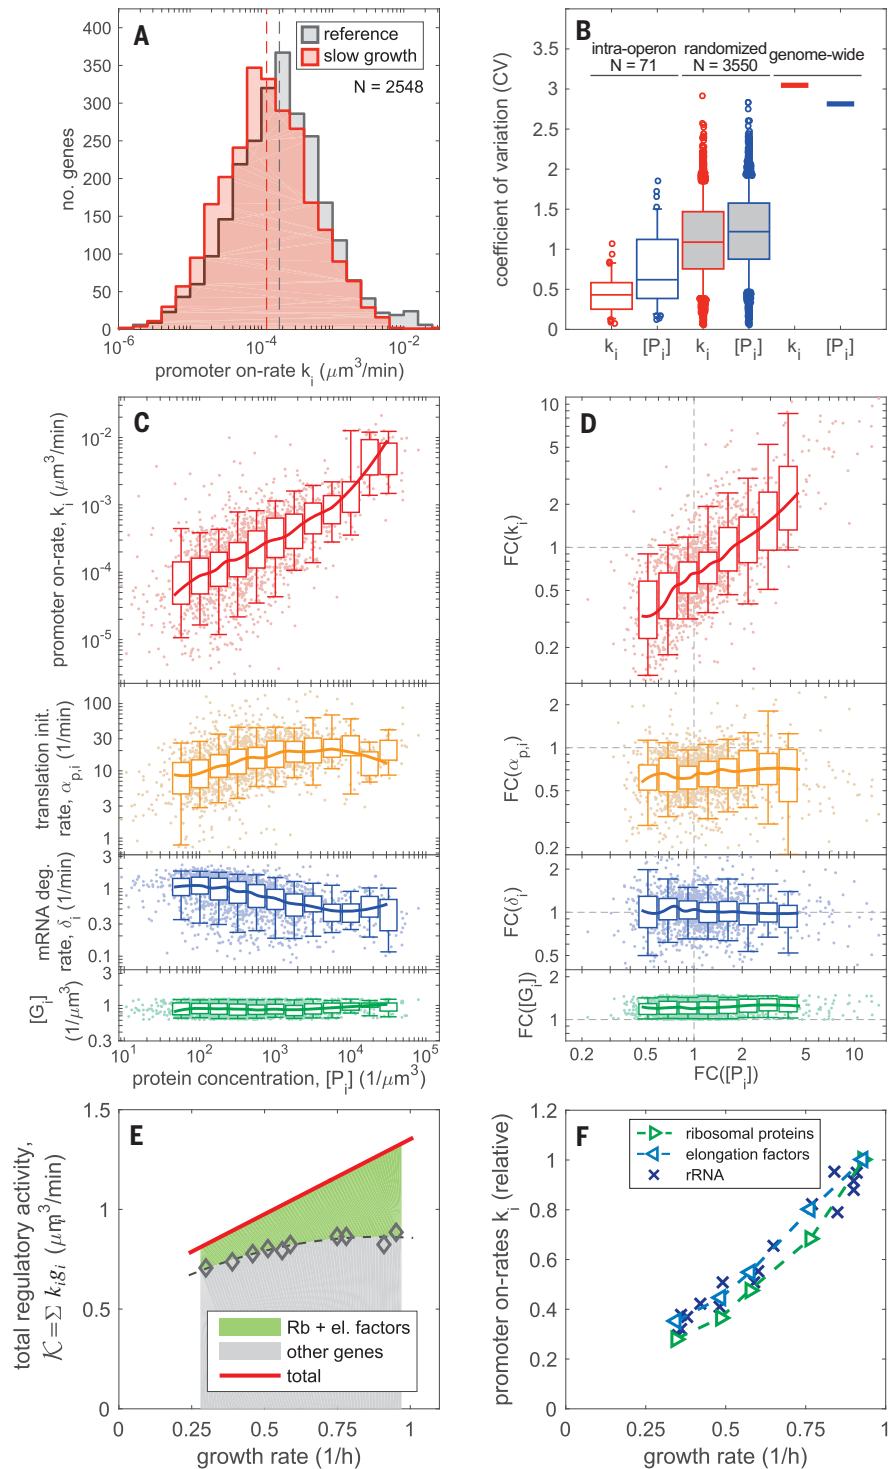 A
reference
slow growth
N = 2548
no. genes
400
350
300
250
200
150
100
50
0
10^-6
10^-4
10^-2
promoter on-rate k_i (μm^3/min)
B
intra-operon
N = 71
randomized
N = 3550
genome-wide
coefficient of variation (CV)
3.5
3
2.5
2
1.5
1
0.5
0
k_i
[P_i]
k_i
[P_i]
k_i
[P_i]
C
promoter on-rate, k_i (μm^3/min)
10^-2
10^-3
10^-4
10^-5
translation init.
rate, α_p,i (1/min)
100
30
10
3
1
mRNA deg.
rate, δ_i (1/min)
3
1
0.3
0.1
[G_i]
(1/μm^3)
3
1
0.3
10^1
10^2
10^3
10^4
10^5
protein concentration, [P_i] (1/μm^3)
D
FC(k_i)
10
5
2
1
0.5
0.2
FC(α_p,i)
2
1
0.5
0.2
FC(δ_i)
2
1
0.5
FC([G_i])
2
1
0.2
0.5
1
2
5
10
FC([P_i])
E
total regulatory activity,
𝒦 = Σ k_i g_i (μm^3/min)
1.5
1
0.5
0
Rb + el. factors
other genes
total
0
0.25
0.5
0.75
1
growth rate (1/h)
F
ribosomal proteins
elongation factors
rRNA
promoter on-rates k_i (relative)
1.2
1
0.8
0.6
0.4
0.2
0
0
0.25
0.5
0.75
1
growth rate (1/h)